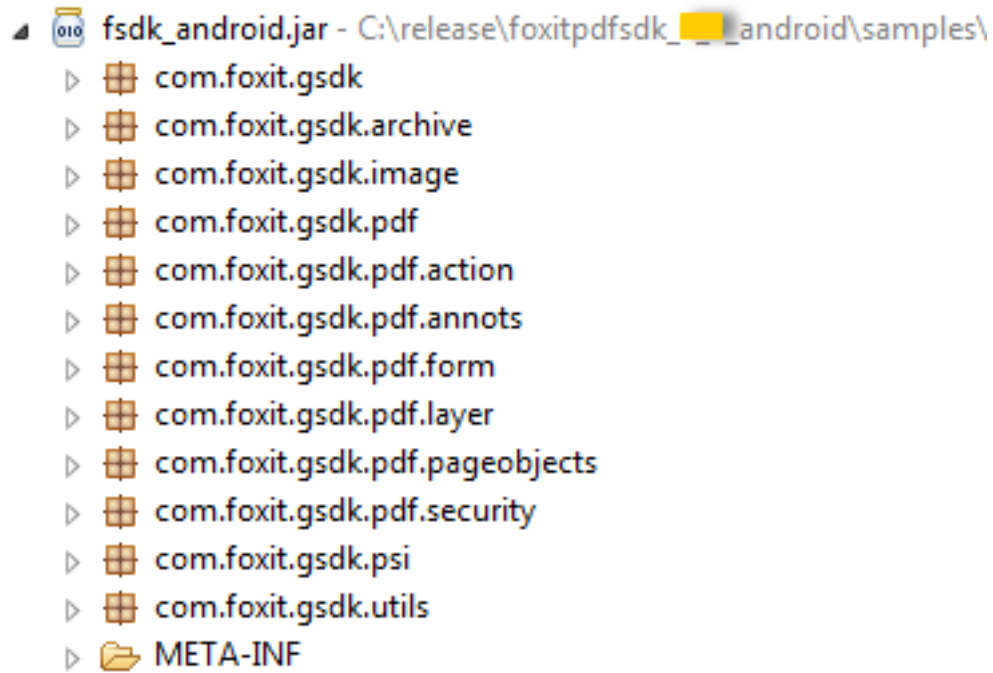 fsdk_android.jar - C:\release\foxitpdfsdk_ _android\samples\
com.foxit.gsdk
com.foxit.gsdk.archive
com.foxit.gsdk.image
com.foxit.gsdk.pdf
com.foxit.gsdk.pdf.action
com.foxit.gsdk.pdf.annots
com.foxit.gsdk.pdf.form
com.foxit.gsdk.pdf.layer
com.foxit.gsdk.pdf.pageobjects
com.foxit.gsdk.pdf.security
com.foxit.gsdk.psi
com.foxit.gsdk.utils
META-INF